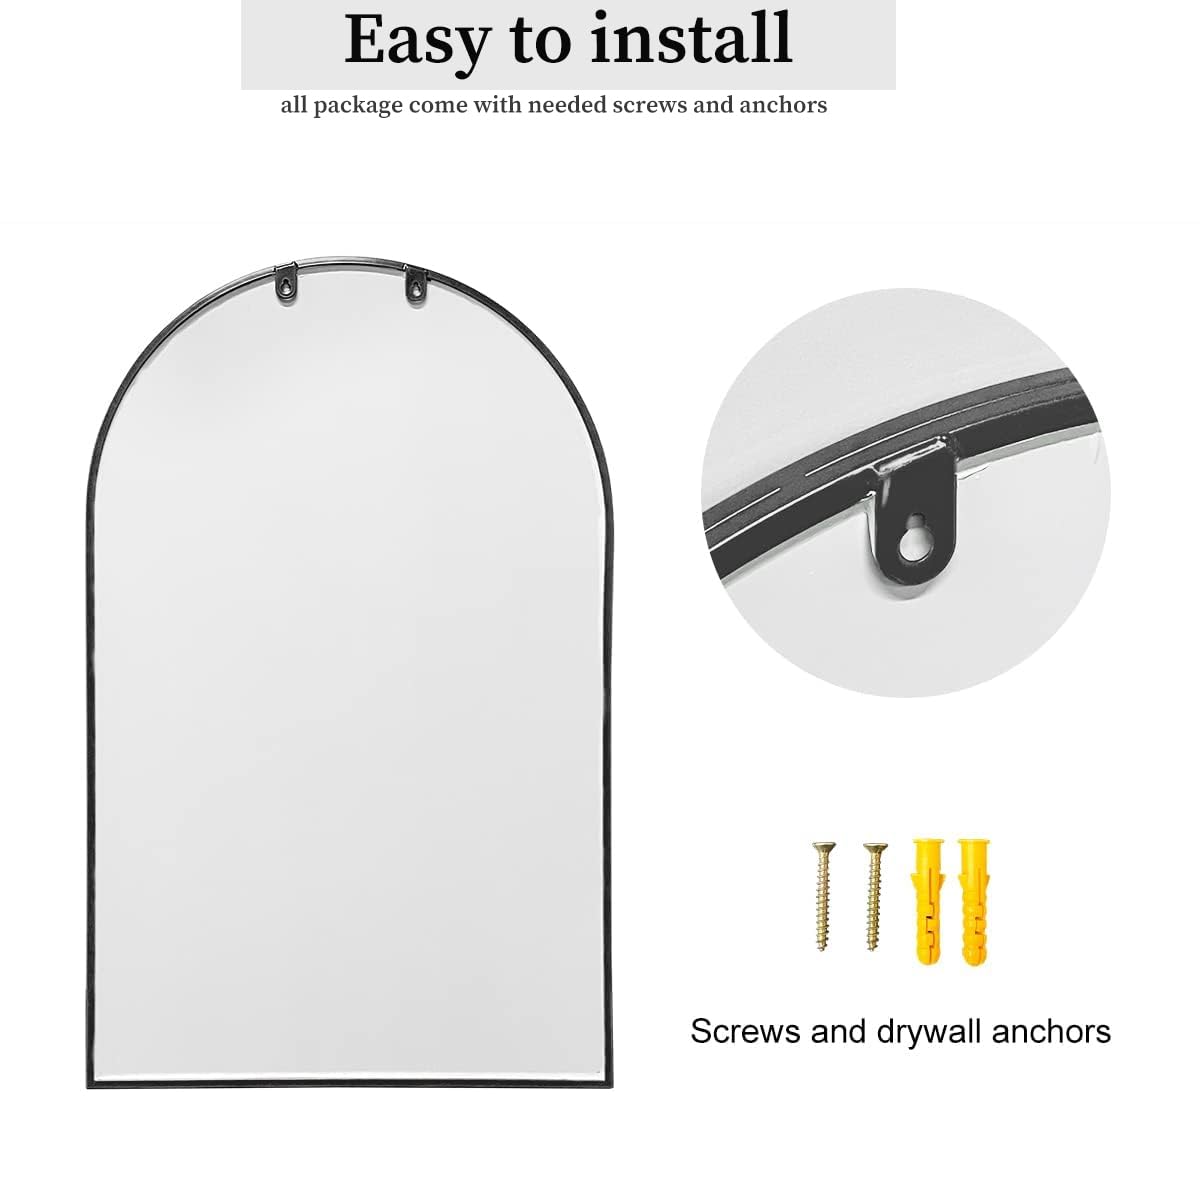 Easy to install
all package come with needed screws and anchors
Screws and drywall anchors